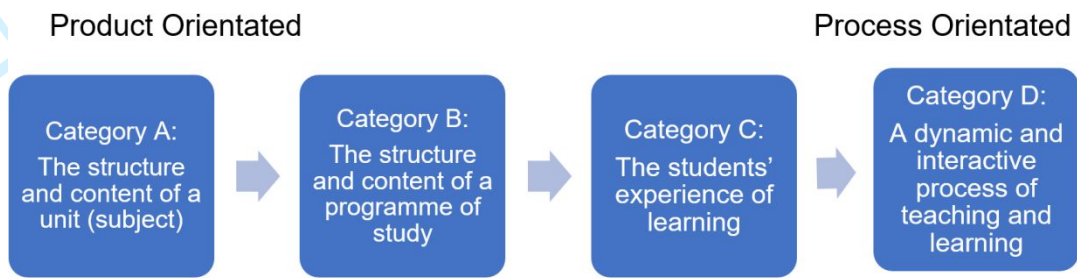 Product Orientated
Process Orientated
Category A:
The structure
and content of a
unit (subject)
Category B:
The structure
and content of a
programme of
study
Category C:
The students’
experience of
learning
Category D:
A dynamic and
interactive
process of
teaching and
learning